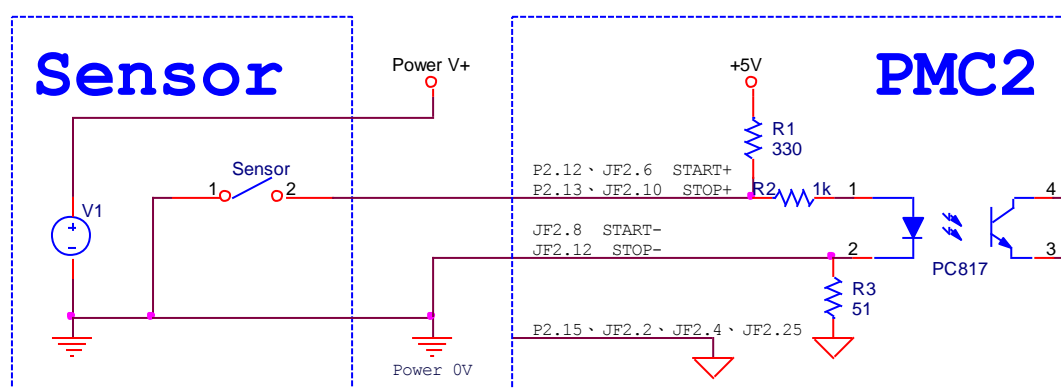 Sensor
PMC2
Power V+
+5V
R1
330
Sensor
P2.12、JF2.6 START+
1
2
P2.13、JF2.10 STOP+
R2
1k
1
4
V1
JF2.8 START-
JF2.12 STOP-
2
3
PC817
R3
51
P2.15、JF2.2、JF2.4、JF2.25
Power 0V